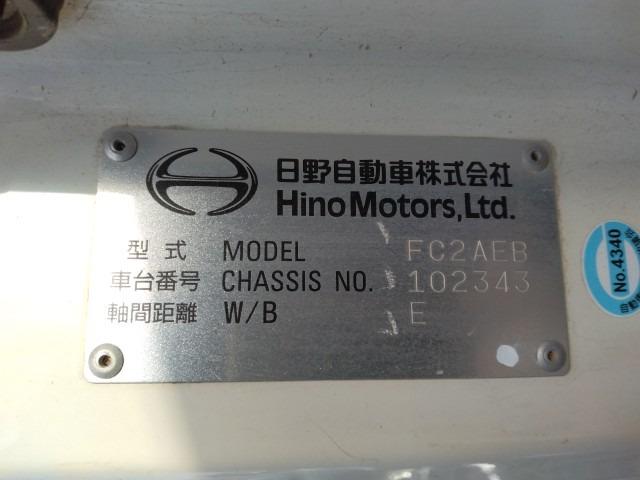 日野自動車株式会社
Hino Motors, Ltd.
型式 MODEL FC2AEB
車台番号 CHASSIS NO. 102343
軸間距離 W/B E
No.4340